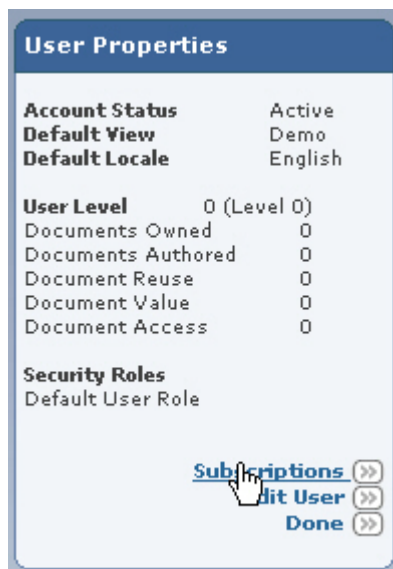 User Properties
Account Status Active
Default View Demo
Default Locale English
User Level 0 (Level 0)
Documents Owned 0
Documents Authored 0
Document Reuse 0
Document Value 0
Document Access 0
Security Roles
Default User Role
Subscriptions
Edit User
Done